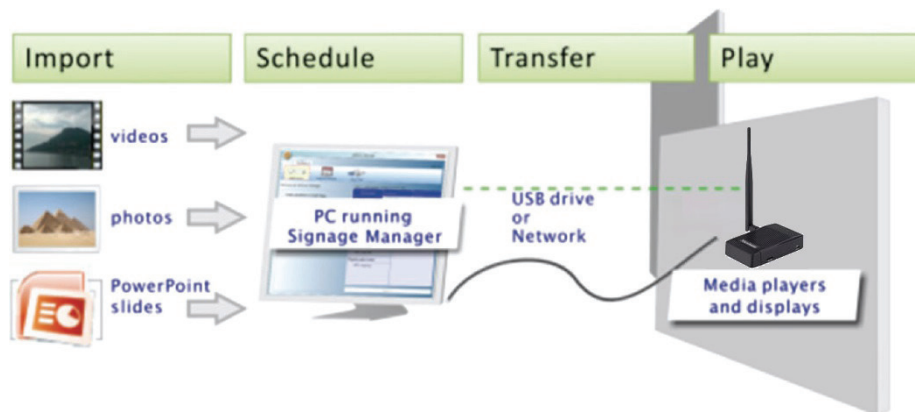 Import
Schedule
Transfer
Play
videos
photos
PowerPoint
slides
PC running
Signage Manager
USB drive
or
Network
Media players
and displays